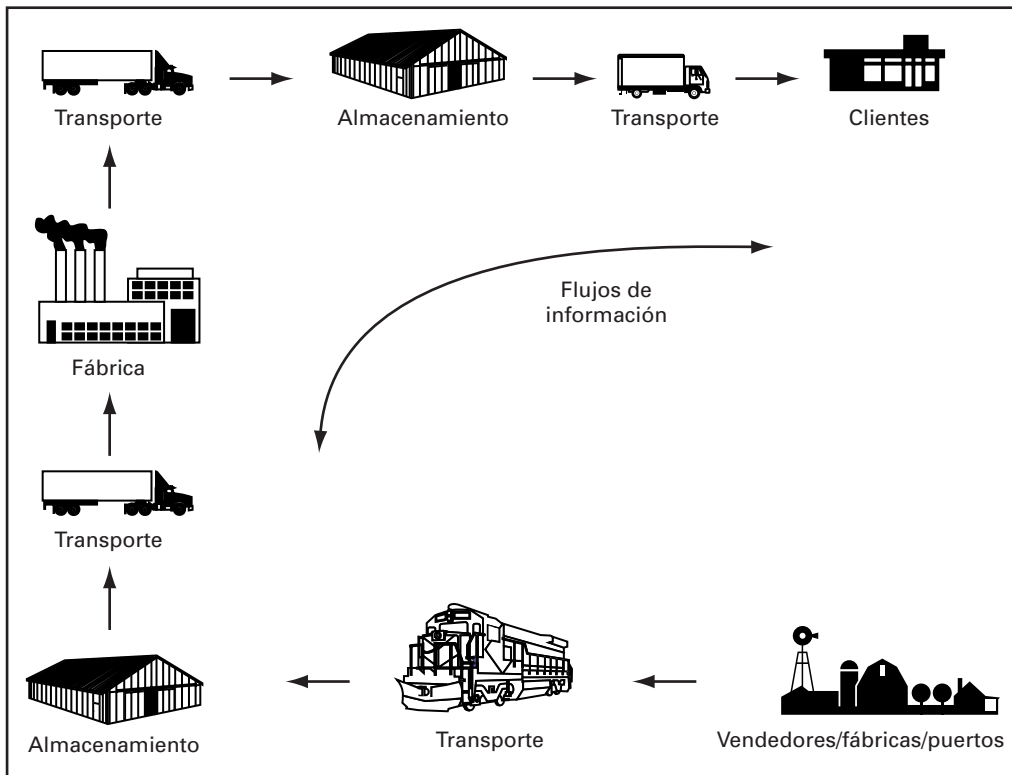 Transporte
Almacenamiento
Transporte
Clientes
Flujos de
información
Fábrica
Transporte
Almacenamiento
Transporte
Vendedores/fábricas/puertos